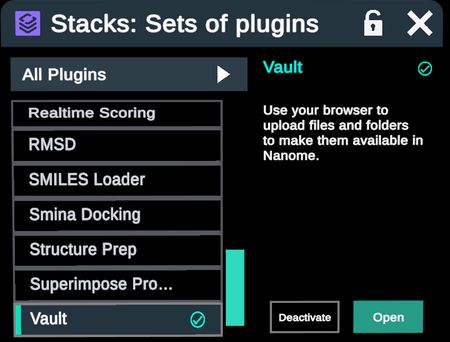 Stacks: Sets of plugins
All Plugins
Realtime Scoring
RMSD
SMILES Loader
Smina Docking
Structure Prep
Superimpose Pro...
Vault
Vault
Use your browser to
upload files and folders
to make them available in
Nanome.
Deactivate
Open